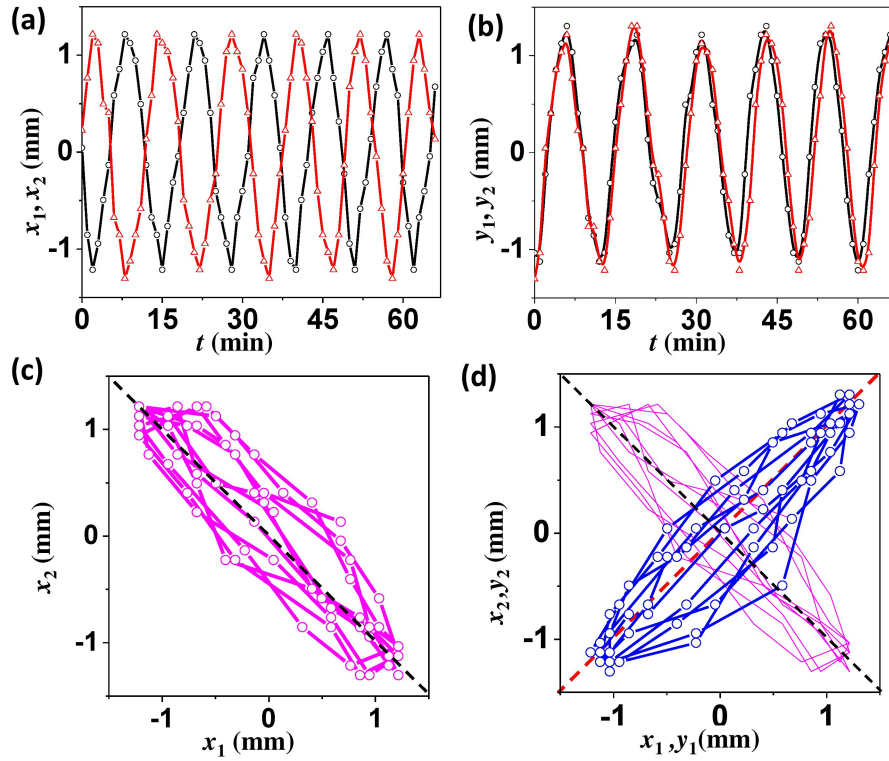 (a)
1
0
-1
x₁, x₂ (mm)
0 15 30 45 60
t (min)
(b)
1
0
-1
y₁, y₂ (mm)
0 15 30 45 60
t (min)
(c)
1
0
-1
x₂ (mm)
-1 0 1
x₁ (mm)
(d)
1
0
-1
x₂,y₂ (mm)
-1 0 1
x₁ ,y₁(mm)